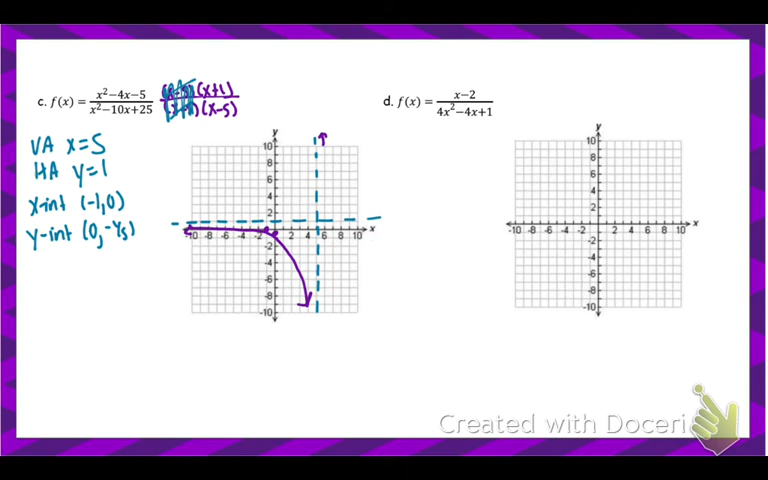 c. f(x) = x²−4x−5 / x²−10x+25 (x−5)(x+1) / (x−5)(x−5)
d. f(x) = x−2 / 4x²−4x+1
VA x=5
HA y=1
x-int (-1,0)
y-int (0,-1/5)
y
10
8
6
4
2
-10 -8 -6 -4 -2 2 4 6 8 10 x
-2
-4
-6
-8
-10
y
10
8
6
4
2
-10 -8 -6 -4 -2 2 4 6 8 10 x
-2
-4
-6
-8
-10
Created with Doceri